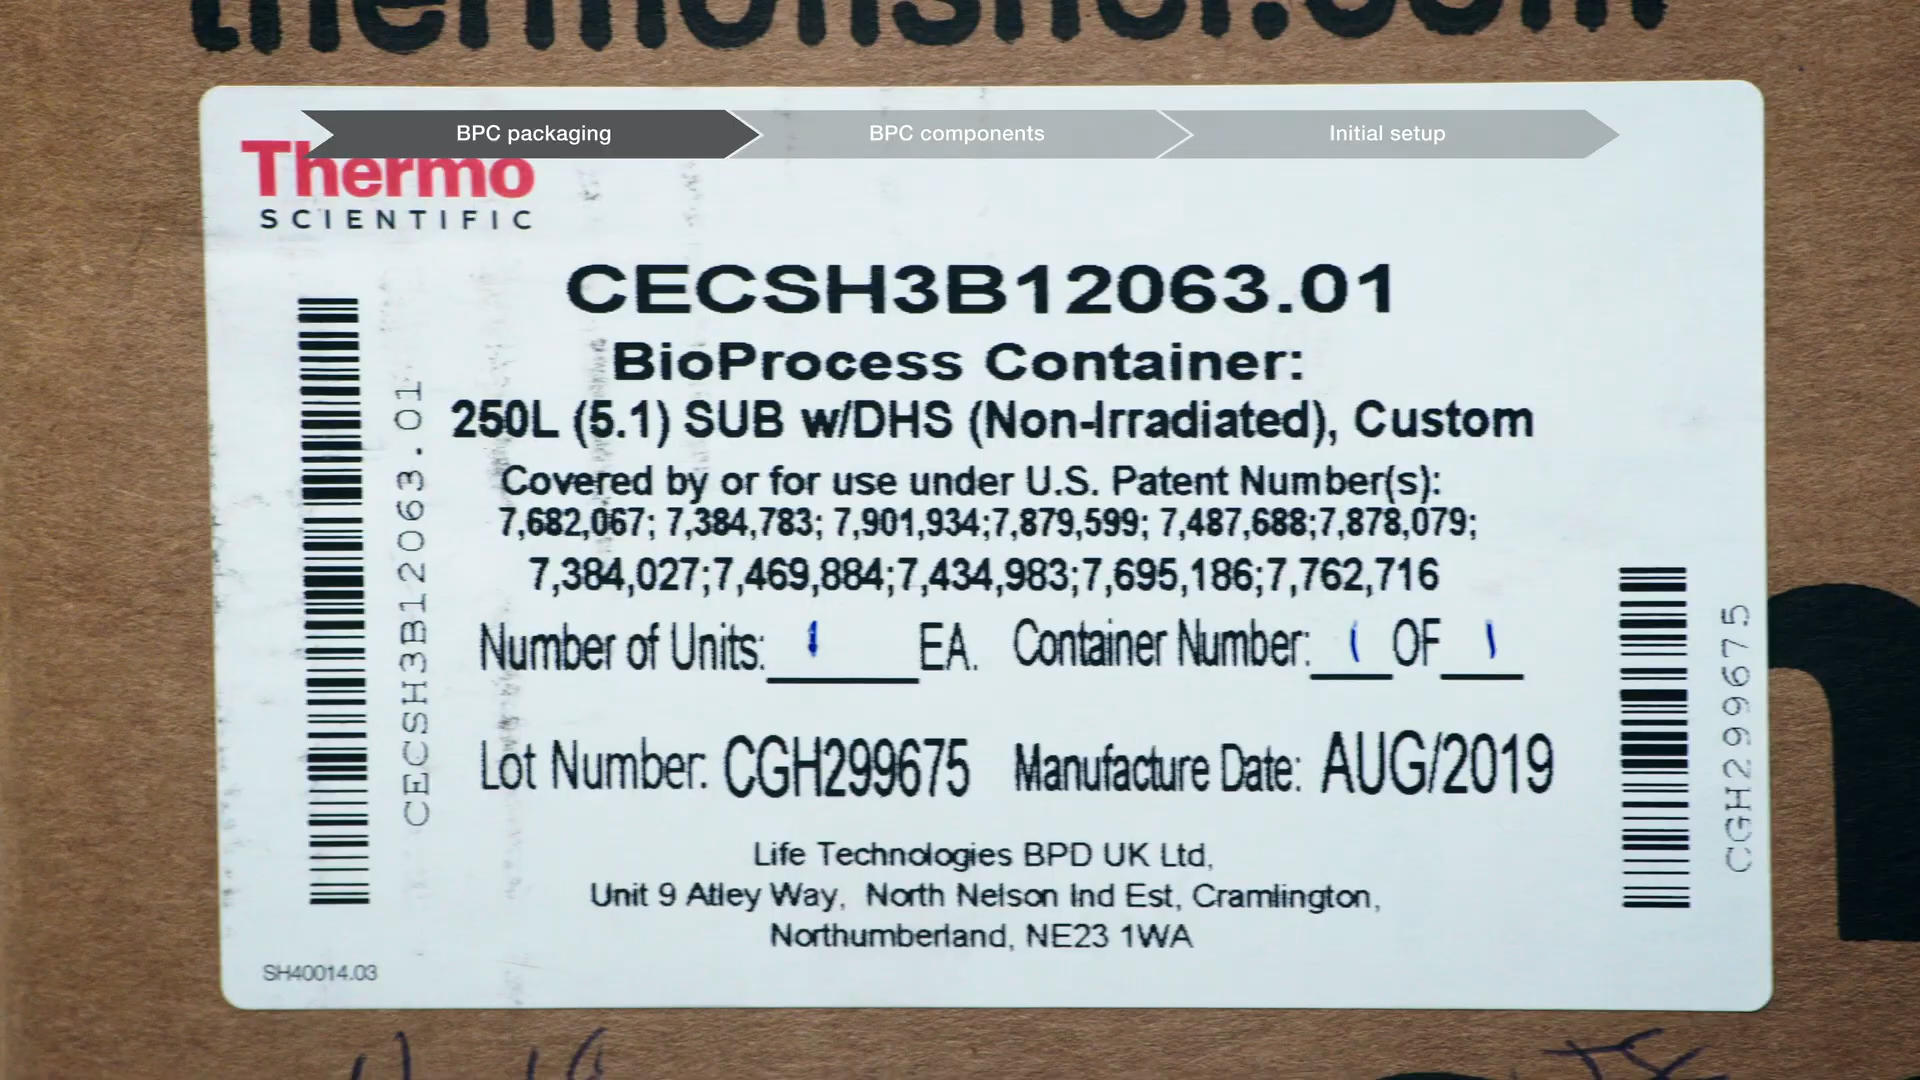 thermofisher.com
BPC packaging
BPC components
Initial setup
Thermo
SCIENTIFIC
CECSH3B12063.01
BioProcess Container:
250L (5.1) SUB w/DHS (Non-Irradiated), Custom
Covered by or for use under U.S. Patent Number(s):
7,682,067; 7,384,783; 7,901,934;7,879,599; 7,487,688;7,878,079;
7,384,027;7,469,884;7,434,983;7,695,186;7,762,716
Number of Units: 1 EA. Container Number: 1 OF 1
Lot Number: CGH299675 Manufacture Date: AUG/2019
Life Technologies BPD UK Ltd,
Unit 9 Atley Way, North Nelson Ind Est, Cramlington,
Northumberland, NE23 1WA
SH40014.03
CECSH3B12063.01
CGH299675